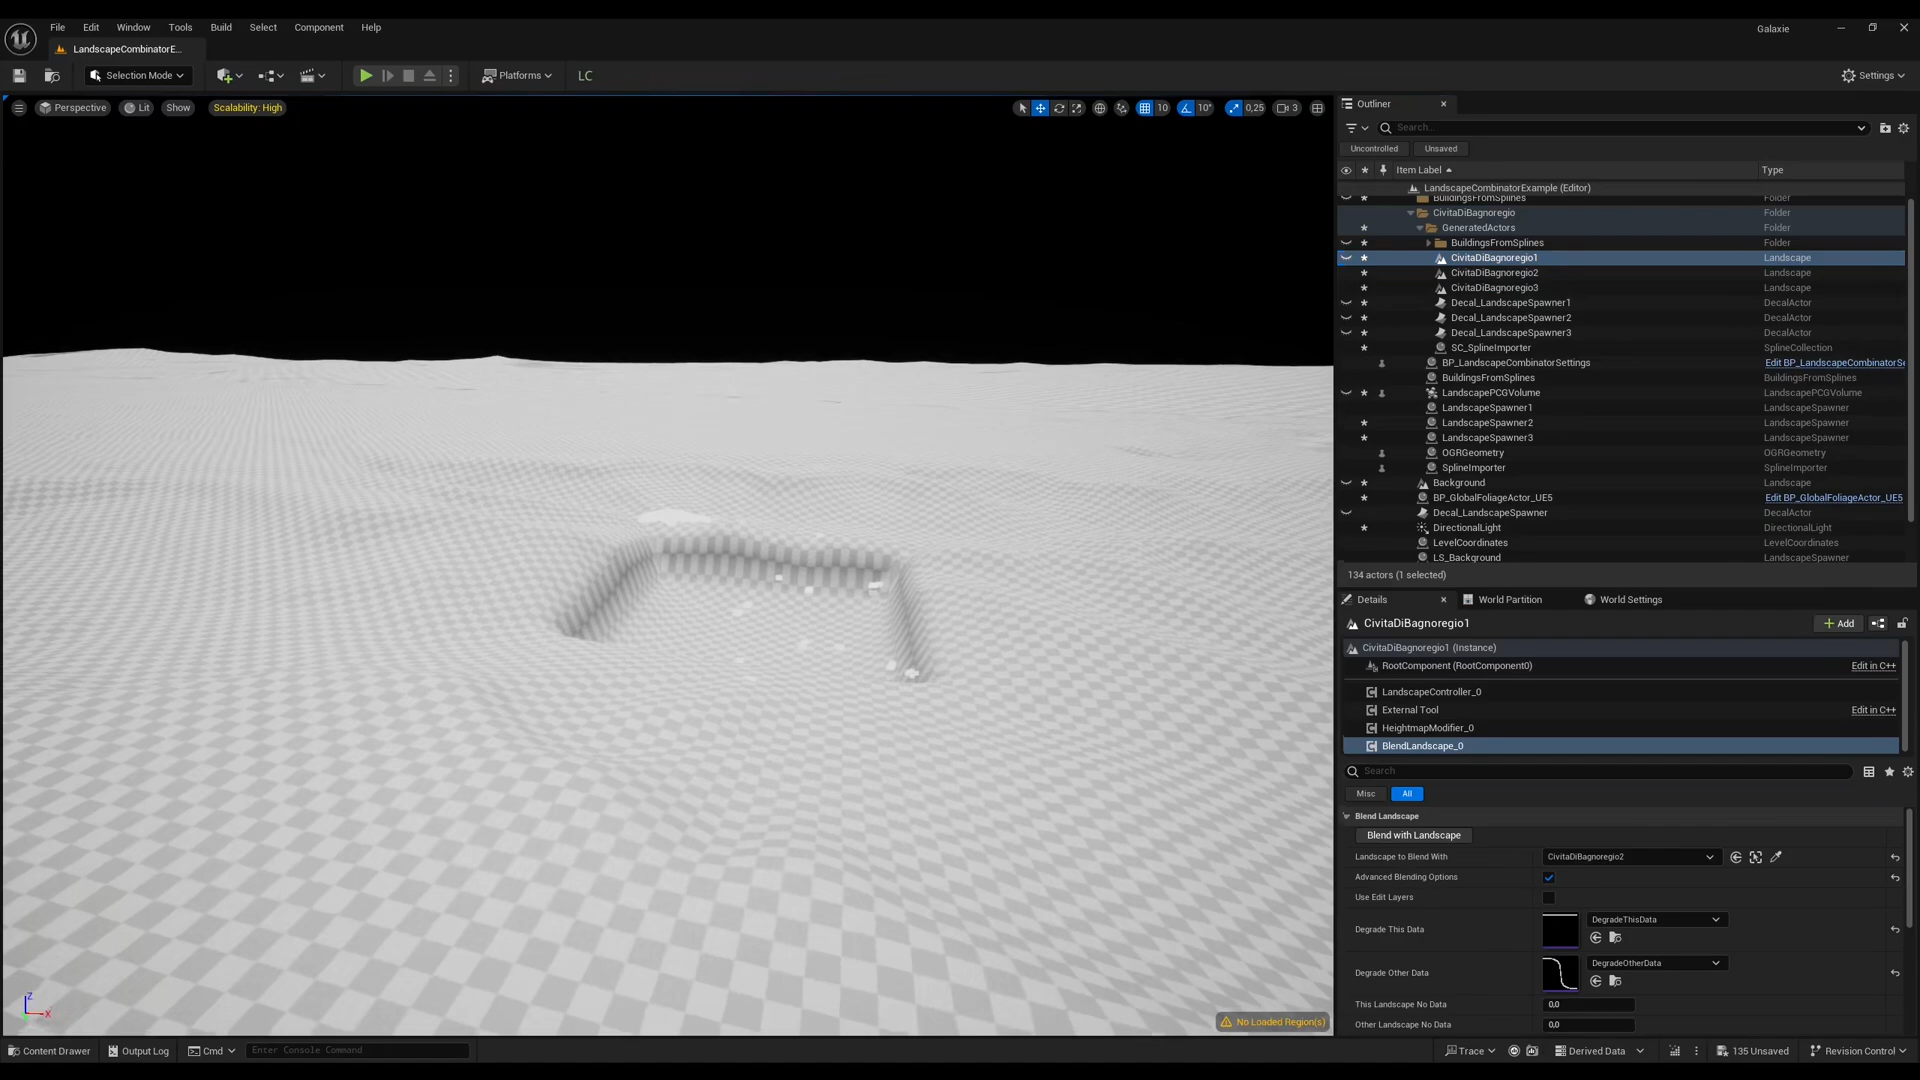 File Edit Window Tools Build Select Component Help
Galaxie
LandscapeCombinatorE...
Selection Mode
Platforms
LC
Settings
Perspective
Lit
Show
Scalability: High
10
10°
0,25
3
Outliner
Search...
Uncontrolled
Unsaved
Item Label
Type
LandscapeCombinatorExample (Editor)
BuildingsFromSplines Folder
CivitaDiBagnoregio Folder
GeneratedActors Folder
BuildingsFromSplines Folder
CivitaDiBagnoregio1 Landscape
CivitaDiBagnoregio2 Landscape
CivitaDiBagnoregio3 Landscape
Decal_LandscapeSpawner1 DecalActor
Decal_LandscapeSpawner2 DecalActor
Decal_LandscapeSpawner3 DecalActor
SC_SplineImporter SplineCollection
BP_LandscapeCombinatorSettings Edit BP_LandscapeCombinatorSe
BuildingsFromSplines BuildingsFromSplines
LandscapePCGVolume LandscapePCGVolume
LandscapeSpawner1 LandscapeSpawner
LandscapeSpawner2 LandscapeSpawner
LandscapeSpawner3 LandscapeSpawner
OGRGeometry OGRGeometry
SplineImporter SplineImporter
Background Landscape
BP_GlobalFoliageActor_UE5 Edit BP_GlobalFoliageActor_UE5
Decal_LandscapeSpawner DecalActor
DirectionalLight DirectionalLight
LevelCoordinates LevelCoordinates
LS_Background LandscapeSpawner
134 actors (1 selected)
Details
World Partition
World Settings
CivitaDiBagnoregio1
Add
CivitaDiBagnoregio1 (Instance)
RootComponent (RootComponent0) Edit in C++
LandscapeController_0
External Tool Edit in C++
HeightmapModifier_0
BlendLandscape_0
Search
Misc
All
Blend Landscape
Blend with Landscape
Landscape to Blend With CivitaDiBagnoregio2
Advanced Blending Options
Use Edit Layers
Degrade This Data DegradeThisData
Degrade Other Data DegradeOtherData
This Landscape No Data 0,0
Other Landscape No Data 0,0
Z
X
No Loaded Region(s)
Content Drawer
Output Log
Cmd
Enter Console Command
Trace
Derived Data
135 Unsaved
Revision Control